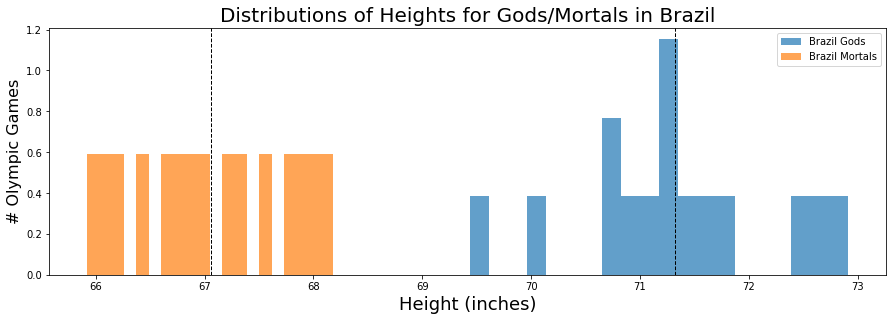 Distributions of Heights for Gods/Mortals in Brazil
1.2
1.0
0.8
0.6
0.4
0.2
0.0
# Olympic Games
Brazil Gods
Brazil Mortals
66 67 68 69 70 71 72 73
Height (inches)